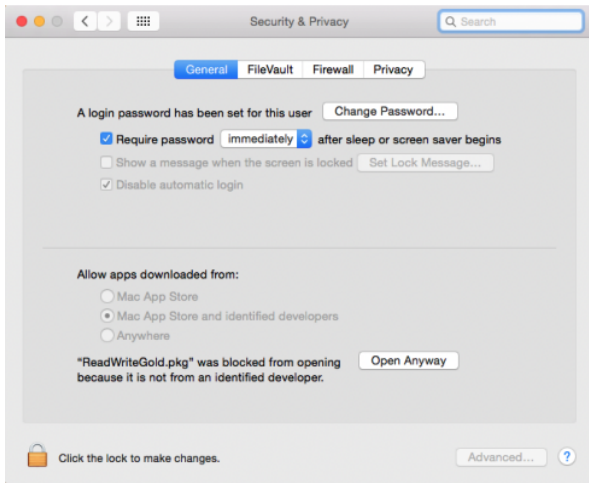 Security & Privacy
Search
General FileVault Firewall Privacy
A login password has been set for this user Change Password...
Require password immediately after sleep or screen saver begins
Show a message when the screen is locked Set Lock Message...
Disable automatic login
Allow apps downloaded from:
Mac App Store
Mac App Store and identified developers
Anywhere
“ReadWriteGold.pkg” was blocked from opening Open Anyway
because it is not from an identified developer.
Click the lock to make changes. Advanced... ?